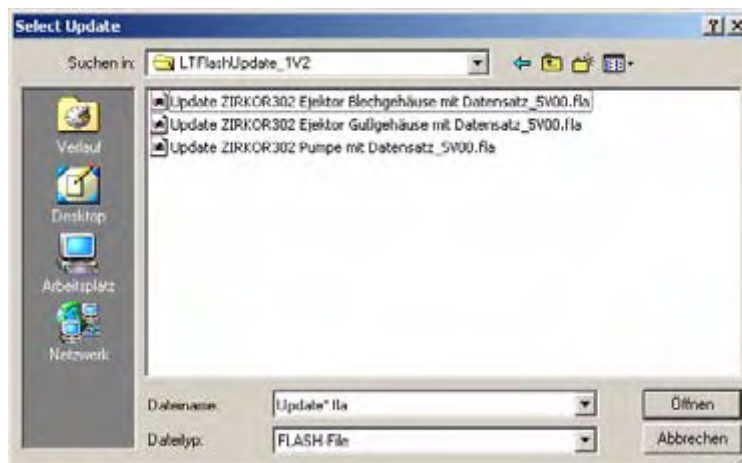 Select Update
Suchen in: LTFlashUpdate_1V2
Update ZIRKOR302 Ejektor Blechgehäuse mit Datensatz_5V00.fla
Update ZIRKOR302 Ejektor Gußgehäuse mit Datensatz_5V00.fla
Update ZIRKOR302 Pumpe mit Datensatz_5V00.fla
Verlauf
Desktop
Arbeitsplatz
Netzwerk
Dateiname: Update*.fla Öffnen
Dateityp: FLASH-File Abbrechen